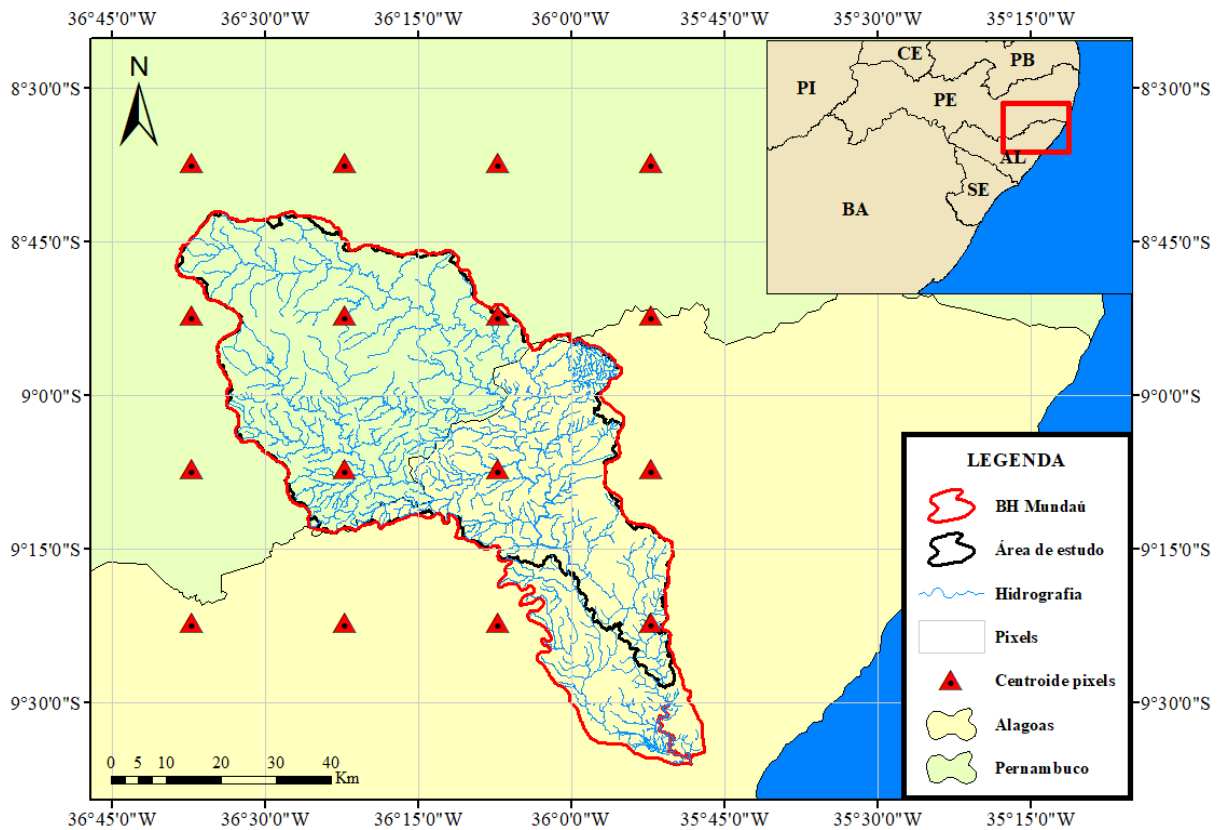 36°45'0"W 36°30'0"W 36°15'0"W 36°0'0"W 35°45'0"W 35°30'0"W 35°15'0"W
N
CE
PB
PI
PE
AL
SE
BA
8°30'0"S 8°30'0"S
8°45'0"S 8°45'0"S
9°0'0"S 9°0'0"S
9°15'0"S 9°15'0"S
9°30'0"S 9°30'0"S
LEGENDA
BH Mundaú
Área de estudo
Hidrografia
Pixels
Centroide pixels
Alagoas
Pernambuco
0 5 10 20 30 40
Km
36°45'0"W 36°30'0"W 36°15'0"W 36°0'0"W 35°45'0"W 35°30'0"W 35°15'0"W